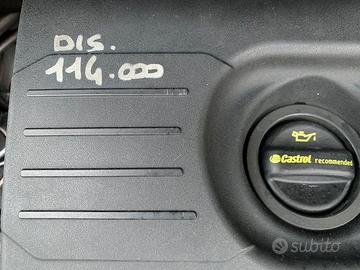 DIS.
114.000
Castrol recommended
subito